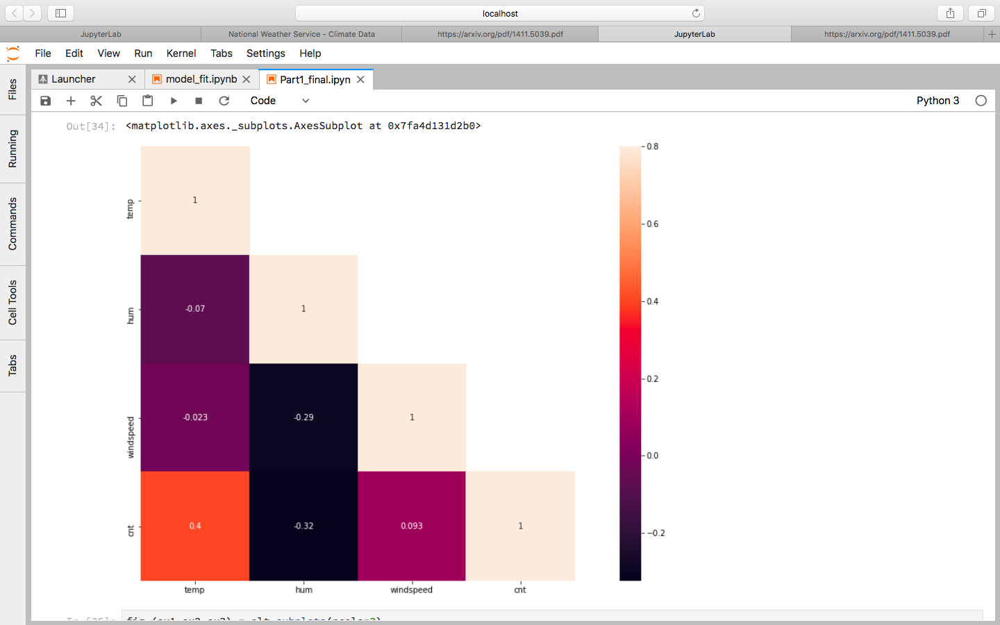 localhost
JupyterLab
National Weather Service - Climate Data
https://arxiv.org/pdf/1411.5039.pdf
JupyterLab
https://arxiv.org/pdf/1411.5039.pdf
File Edit View Run Kernel Tabs Settings Help
Files
Running
Commands
Cell Tools
Tabs
Launcher
model_fit.ipynb
Part1_final.ipyn
Code
Python 3
Out[34]: <matplotlib.axes._subplots.AxesSubplot at 0x7fa4d131d2b0>
temp
1
hum
-0.07 1
windspeed
-0.023 -0.29 1
cnt
0.4 -0.32 0.093 1
temp hum windspeed cnt
0.8
0.6
0.4
0.2
0.0
−0.2